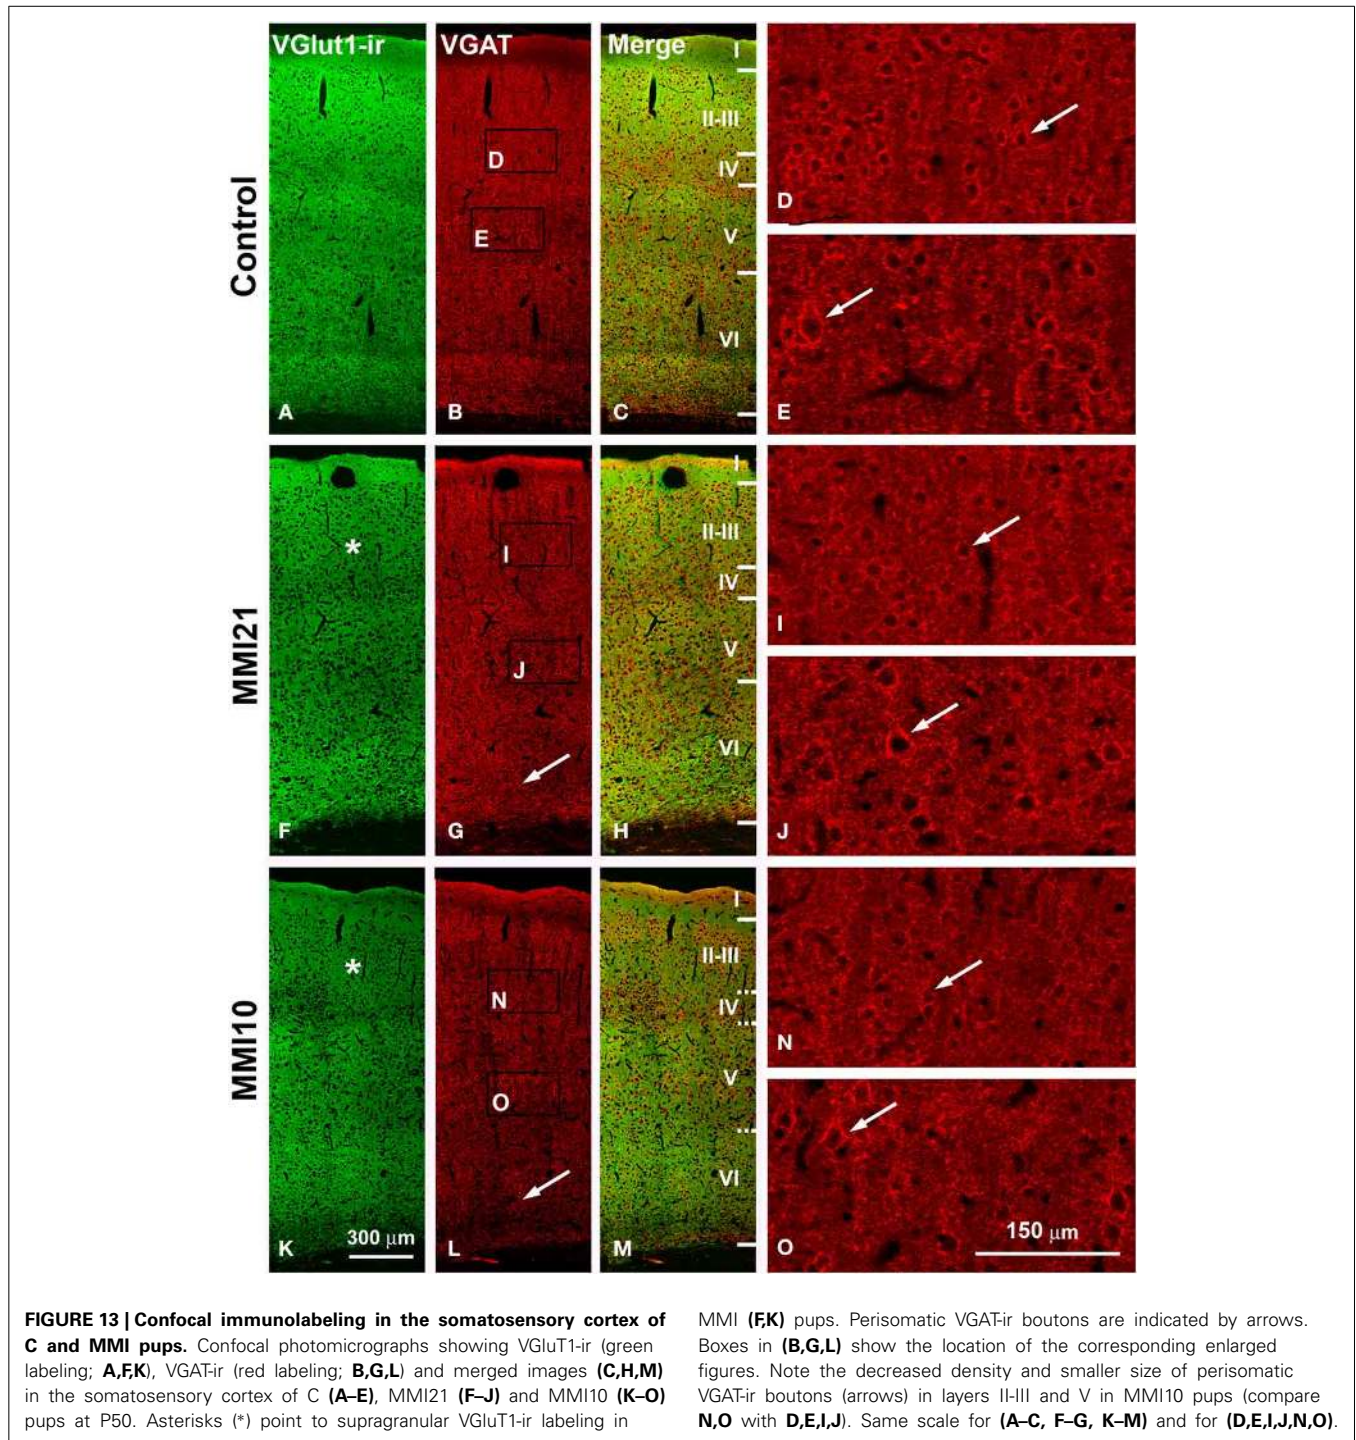 VGlut1-ir
VGAT
Merge
I
II-III
IV
V
VI
D
E
A
B
C
D
E
Control
I
II-III
IV
V
VI
*
I
J
F
G
H
I
J
MMI21
I
II-III
IV
V
VI
*
N
O
K
300 μm
L
M
N
O
150 μm
MMI10
FIGURE 13 | Confocal immunolabeling in the somatosensory cortex of
C and MMI pups. Confocal photomicrographs showing VGluT1-ir (green
labeling; A,F,K), VGAT-ir (red labeling; B,G,L) and merged images (C,H,M)
in the somatosensory cortex of C (A–E), MMI21 (F–J) and MMI10 (K–O)
pups at P50. Asterisks (*) point to supragranular VGluT1-ir labeling in
MMI (F,K) pups. Perisomatic VGAT-ir boutons are indicated by arrows.
Boxes in (B,G,L) show the location of the corresponding enlarged
figures. Note the decreased density and smaller size of perisomatic
VGAT-ir boutons (arrows) in layers II-III and V in MMI10 pups (compare
N,O with D,E,I,J). Same scale for (A–C, F–G, K–M) and for (D,E,I,J,N,O).